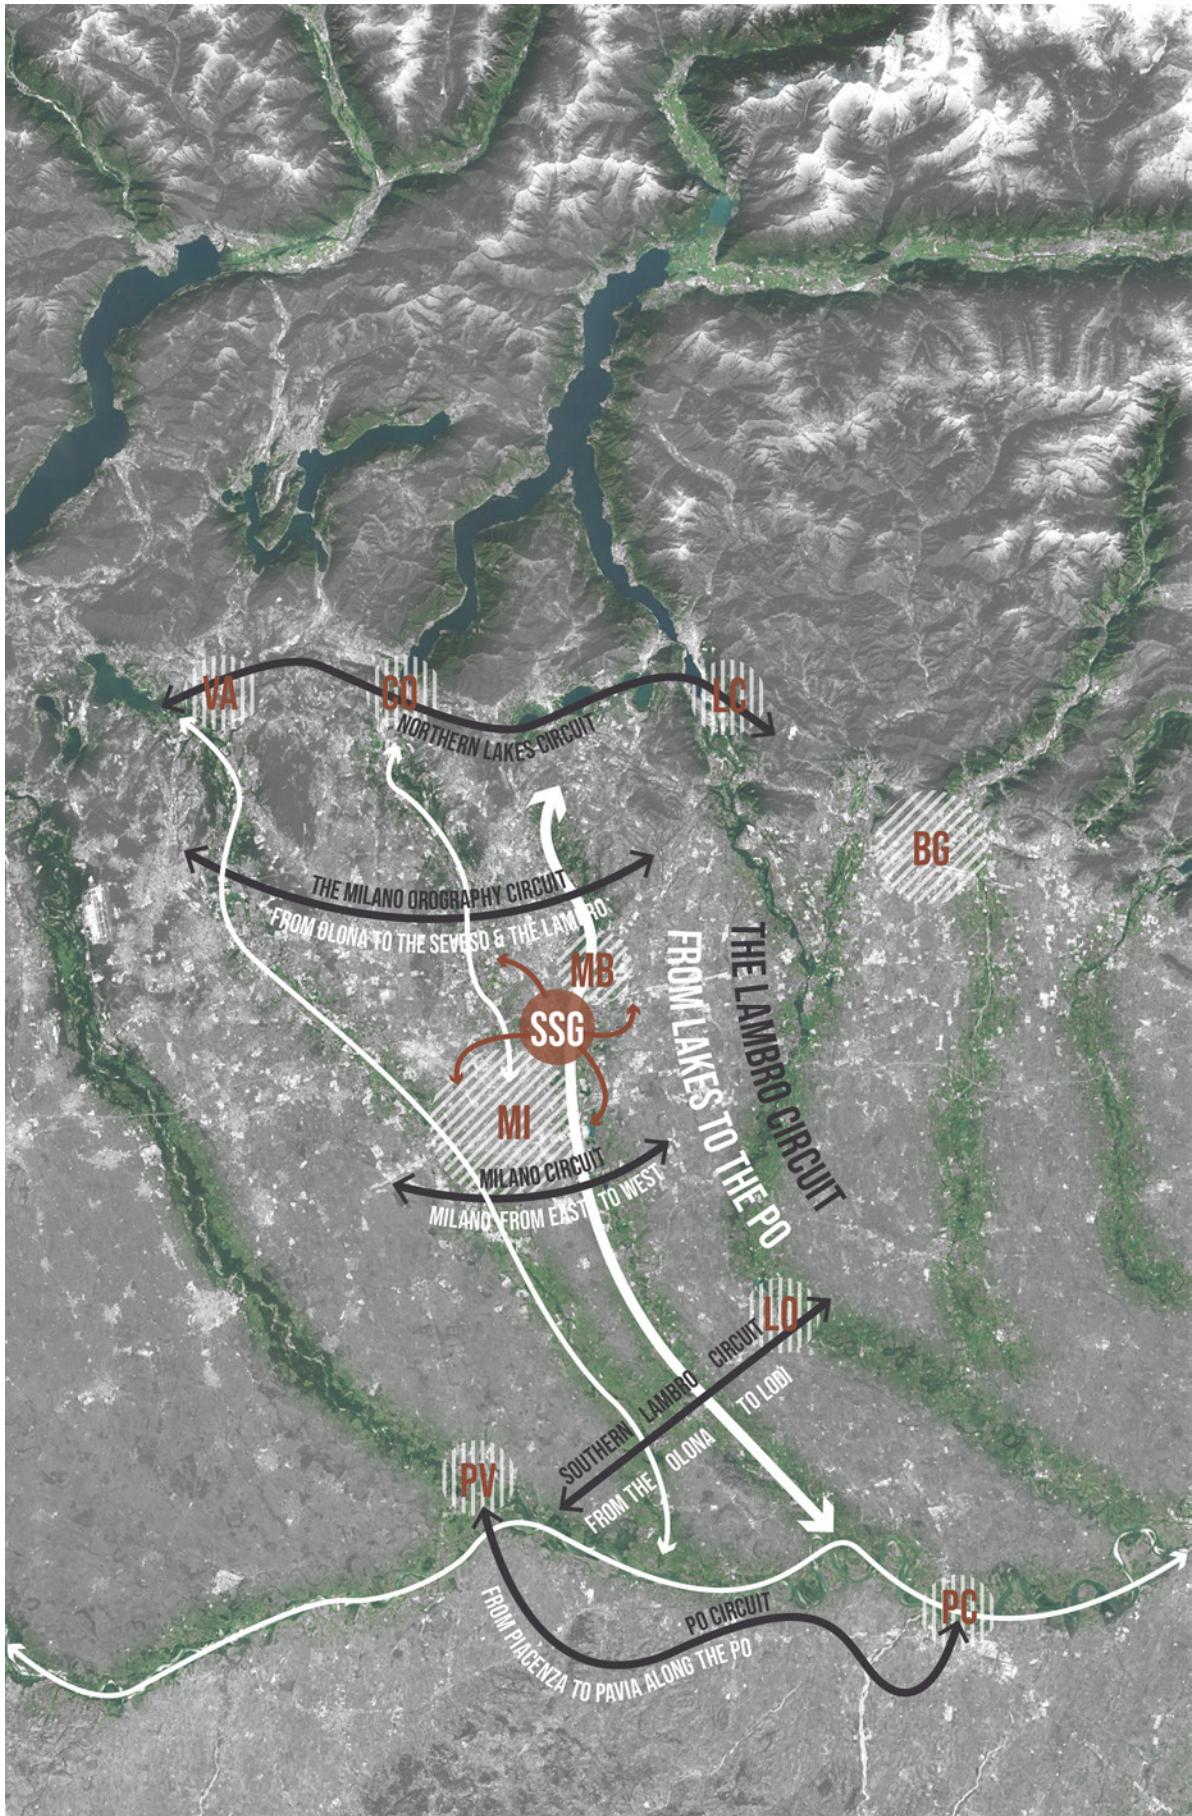 VA
CO
LC
NORTHERN LAKES CIRCUIT
BG
THE MILANO OROGRAPHY CIRCUIT
FROM OLONA TO THE SEVESO & THE LAMBRO
MB
SSG
THE LAMBRO CIRCUIT
FROM LAKES TO THE PO
MI
MILANO CIRCUIT
MILANO FROM EAST TO WEST
LO
SOUTHERN LAMBRO CIRCUIT
FROM THE OLONA TO LODI
PV
PC
PO CIRCUIT
FROM PIACENZA TO PAVIA ALONG THE PO